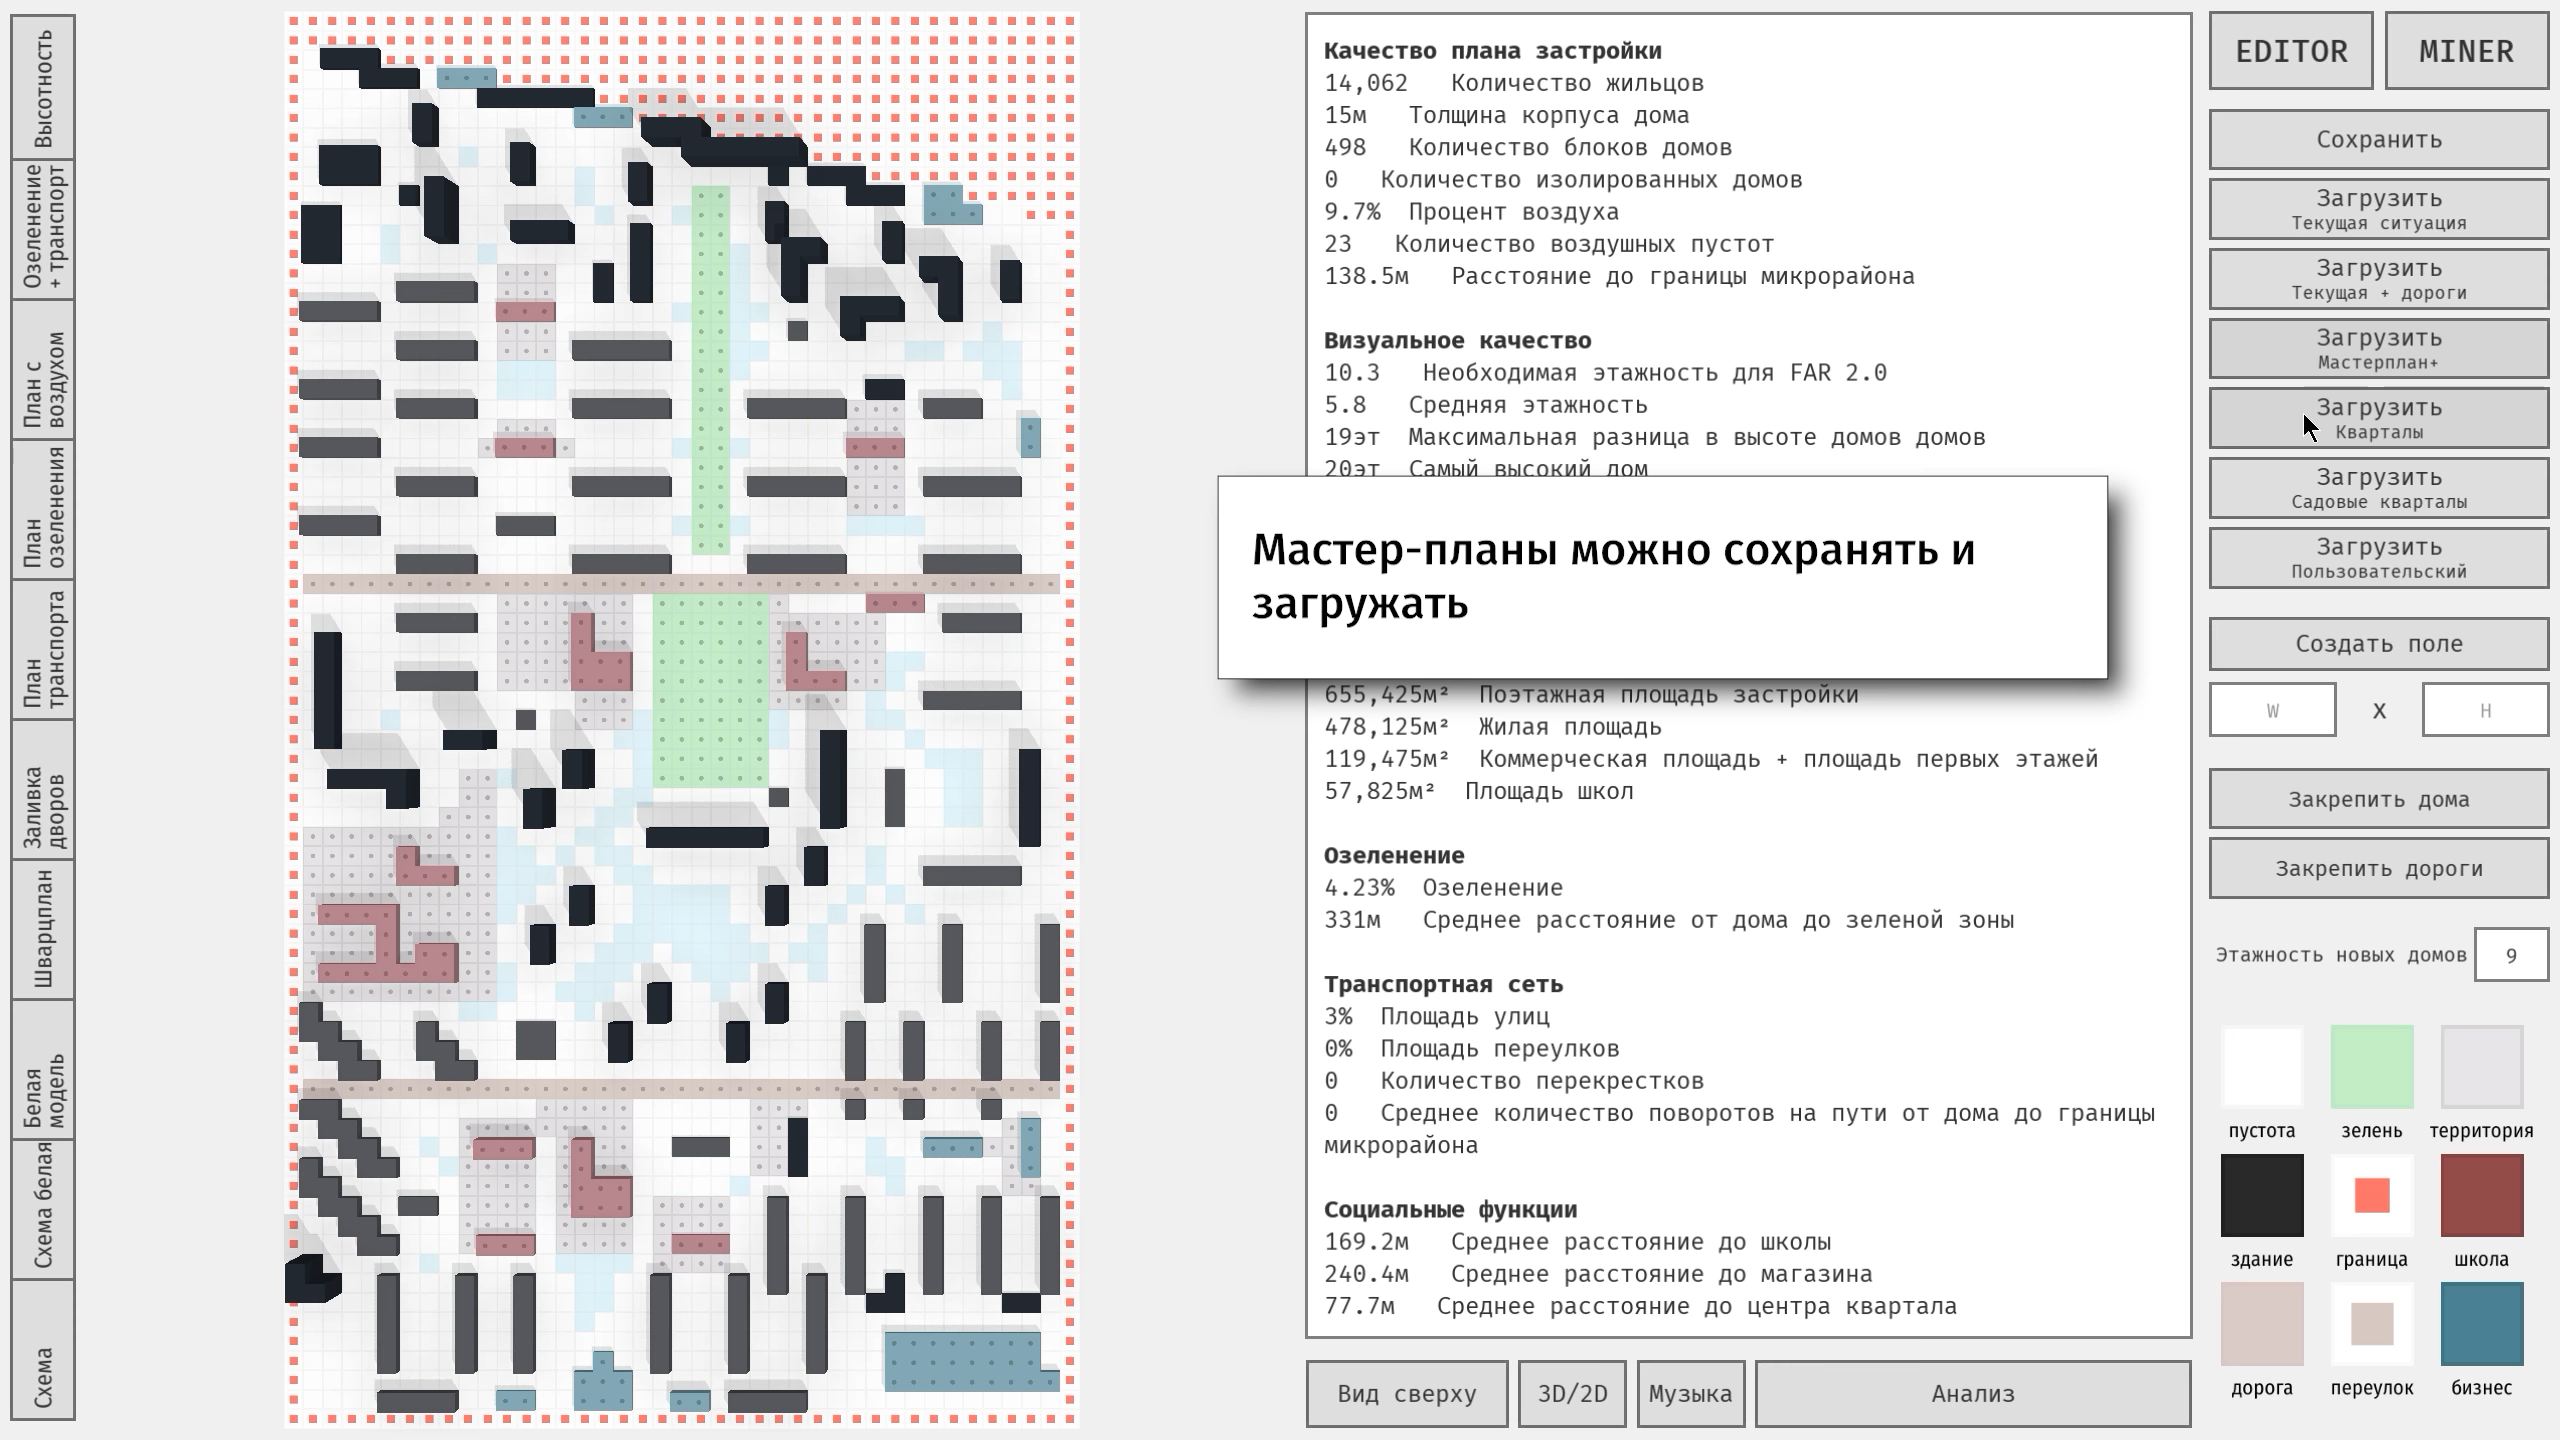 Высотность
Озеленение
+ транспорт
План с
воздухом
План
озеленения
План
транспорта
Заливка
дворов
Шварцплан
Белая
модель
Схема белая
Схема
Качество плана застройки
14,062 Количество жильцов
15м Толщина корпуса дома
498 Количество блоков домов
0 Количество изолированных домов
9.7% Процент воздуха
23 Количество воздушных пустот
138.5м Расстояние до границы микрорайона
Визуальное качество
10.3 Необходимая этажность для FAR 2.0
5.8 Средняя этажность
19эт Максимальная разница в высоте домов домов
20эт Самый высокий дом
Мастер-планы можно сохранять и
загружать
655,425м² Поэтажная площадь застройки
478,125м² Жилая площадь
119,475м² Коммерческая площадь + площадь первых этажей
57,825м² Площадь школ
Озеленение
4.23% Озеленение
331м Среднее расстояние от дома до зеленой зоны
Транспортная сеть
3% Площадь улиц
0% Площадь переулков
0 Количество перекрестков
0 Среднее количество поворотов на пути от дома до границы
микрорайона
Социальные функции
169.2м Среднее расстояние до школы
240.4м Среднее расстояние до магазина
77.7м Среднее расстояние до центра квартала
Вид сверху 3D/2D Музыка Анализ
EDITOR MINER
Сохранить
Загрузить
Текущая ситуация
Загрузить
Текущая + дороги
Загрузить
Мастерплан+
Загрузить
Кварталы
Загрузить
Садовые кварталы
Загрузить
Пользовательский
Создать поле
W X H
Закрепить дома
Закрепить дороги
Этажность новых домов 9
пустота зелень территория
здание граница школа
дорога переулок бизнес